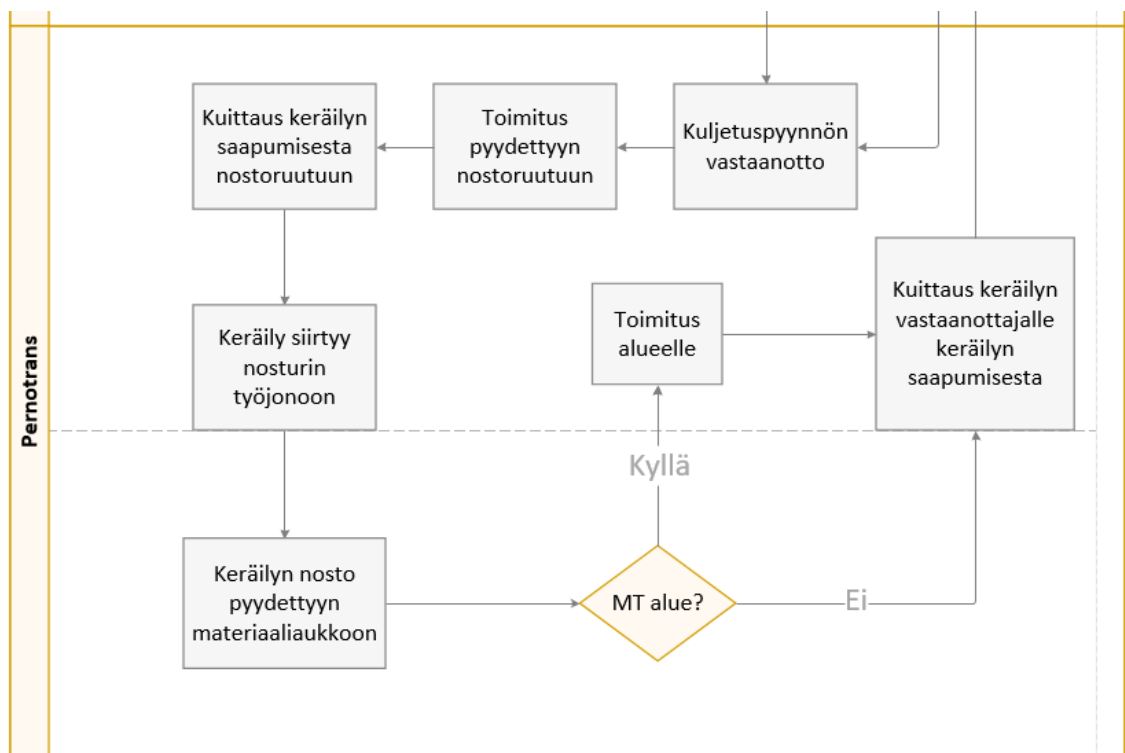 Pernotrans
Kuittaus keräilyn
saapumisesta
nostoruutuun
Toimitus
pyydettyyn
nostoruutuun
Kuljetuspyynnön
vastaanotto
Keräily siirtyy
nosturin
työjonoon
Toimitus
alueelle
Kuittaus keräilyn
vastaanottajalle
keräilyn
saapumisesta
Kyllä
Keräilyn nosto
pyydettyyn
materiaaliaukkoon
MT alue?
Ei